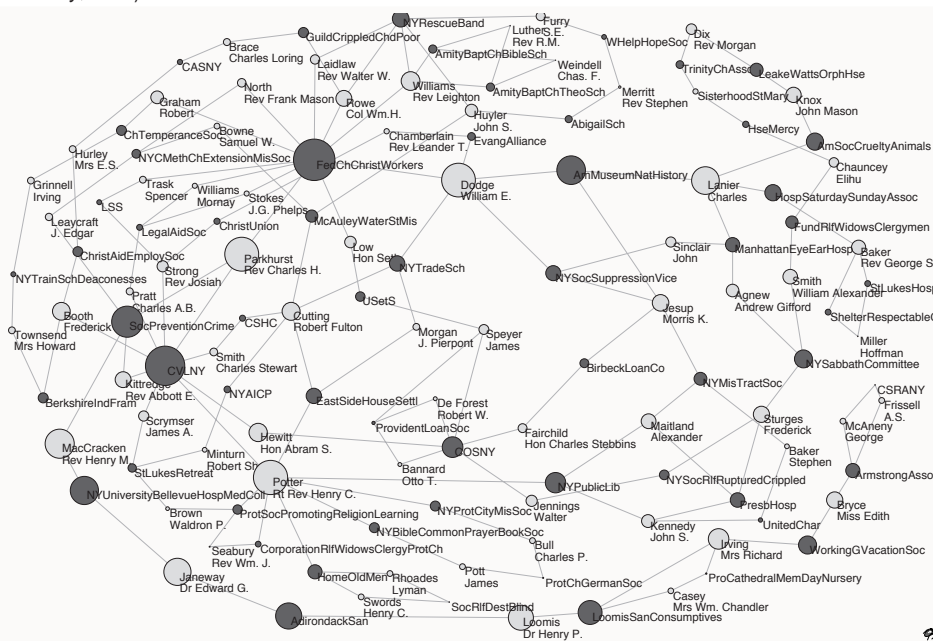 NYRescueBand
Furry
S.E.
Luther
Rev R.M.
GuildCrippledChdPoor
WHelpHopeSoc
Dix
Rev Morgan
Brace
Charles Loring
CASNY
Laidlaw
Rev Walter W.
AmityBaptChBibleSch
Weindell
Chas. F.
TrinityChAssc
LeakeWattsOrphHse
North
Rev Frank Mason
Rowe
Col Wm.H.
Williams
Rev Leighton
AmityBaptChTheoSch
Merritt
Rev Stephen
SisterhoodStMary
Knox
John Mason
Graham
Robert
Huyler
John S.
AbigailSch
HseMercy
ChTemperanceSoc
Bowne
Samuel W.
Chamberlain
Rev Leander T.
EvangAlliance
AmSocCrueltyAnimals
Hurley
Mrs E.S.
NYCMethChExtensionMisSoc
FedChChristWorkers
AmMuseumNatHistory
Chauncey
Elihu
Grinnell
Irving
Trask
Spencer
Williams
Mornay
Stokes
J.G. Phelps
Dodge
William E.
Lanier
Charles
HospSaturdaySundayAssoc
LSS
Leaycraft
J. Edgar
LegalAidSoc
ChristUnion
McAuleyWaterStMis
FundRlfWidowsClergymen
ChristAidEmploySoc
Parkhurst
Rev Charles H.
Low
Hon Seth
Sinclair
John
ManhattanEyeEarHosp
Baker
Rev George S
NYTrainSchDeaconesses
Strong
Rev Josiah
NYTradeSch
NYSocSuppressionVice
Smith
William Alexander
StLukesHosp
Pratt
Charles A.B.
USetS
Agnew
Andrew Gifford
Booth
Frederick
SocPreventionCrime
CSHC
Cutting
Robert Fulton
Jesup
Morris K.
ShelterRespectable
Townsend
Mrs Howard
Morgan
J. Pierpont
Speyer
James
Miller
Hoffman
Smith
Charles Stewart
CVLNY
BirbeckLoanCo
NYSabbathCommittee
Kittredge
Rev Abbott E.
NYAICP
EastSideHouseSettl
NYMisTractSoc
CSRANY
BerkshireIndFram
De Forest
Robert W.
Frissell
A.S.
Scrymser
James A.
ProvidentLoanSoc
Fairchild
Hon Charles Stebbins
Maitland
Alexander
Sturges
Frederick
McAneny
George
MacCracken
Rev Henry M
Hewitt
Hon Abram S.
COSNY
Baker
Stephen
Minturn
Robert Sh
StLukesRetreat
Bannard
Otto T.
NYSocRlfRupturedCrippled
ArmstrongAsso
NYUniversityBellevueHospMedColl
Potter
Rt Rev Henry C.
NYPublicLib
Jennings
Walter
PresbHosp
Bryce
Miss Edith
Brown
Waldron P.
ProtSocPromotingReligionLearning
NYProtCityMisSoc
Kennedy
John S.
UnitedChar
NYBibleCommonPrayerBookSoc
Seabury
Rev Wm. J.
CorporationRlfWidowsClergyProtCh
Bull
Charles P.
Irving
Mrs Richard
WorkingGVacationSoc
Janeway
Dr Edward G.
HomeOldMen
Rhoades
Lyman
Pott
James
ProtChGermanSoc
ProCathedralMemDayNursery
Swords
Henry C.
SocRlfDestBlind
Casey
Mrs Wm. Chandler
AdirondackSan
Loomis
Dr Henry P.
LoomisSanConsumptives